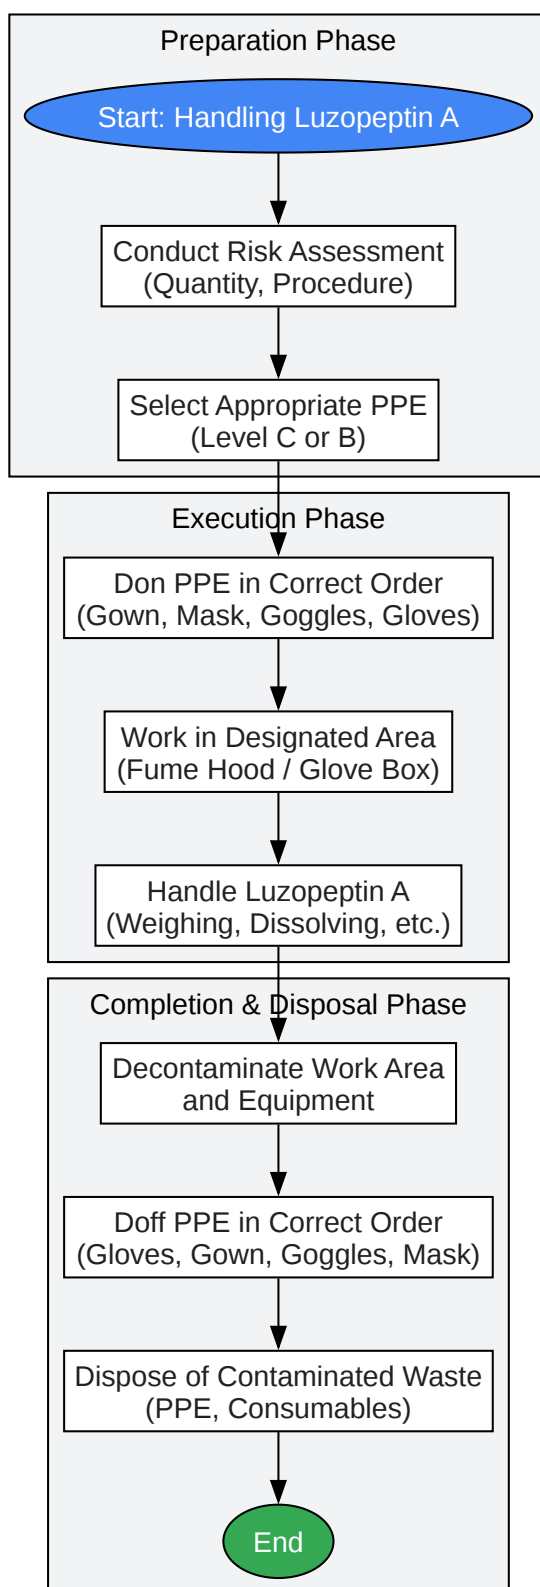 Preparation Phase
Start: Handling Luzopeptin A
Conduct Risk Assessment
(Quantity, Procedure)
Select Appropriate PPE
(Level C or B)
Execution Phase
Don PPE in Correct Order
(Gown, Mask, Goggles, Gloves)
Work in Designated Area
(Fume Hood / Glove Box)
Handle Luzopeptin A
(Weighing, Dissolving, etc.)
Completion & Disposal Phase
Decontaminate Work Area
and Equipment
Doff PPE in Correct Order
(Gloves, Gown, Goggles, Mask)
Dispose of Contaminated Waste
(PPE, Consumables)
End